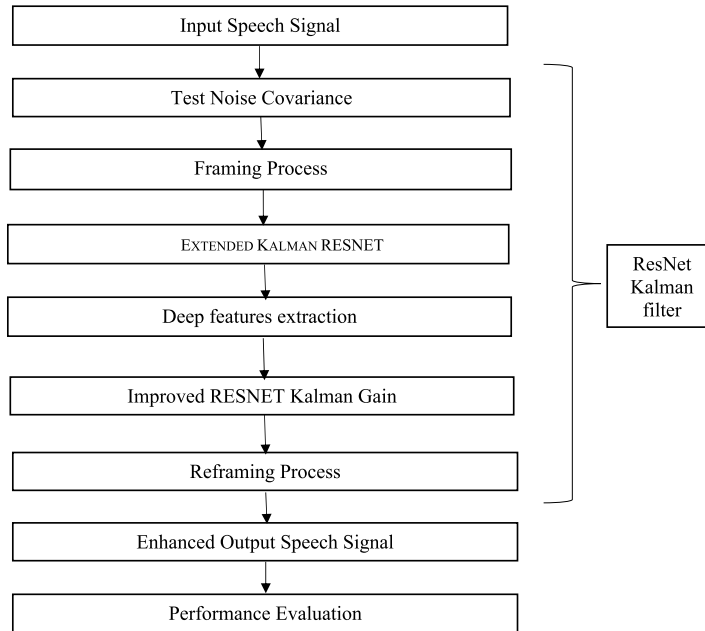 Input Speech Signal
Test Noise Covariance
Framing Process
EXTENDED KALMAN RESNET
Deep features extraction
Improved RESNET Kalman Gain
Reframing Process
Enhanced Output Speech Signal
Performance Evaluation
ResNet
Kalman
filter